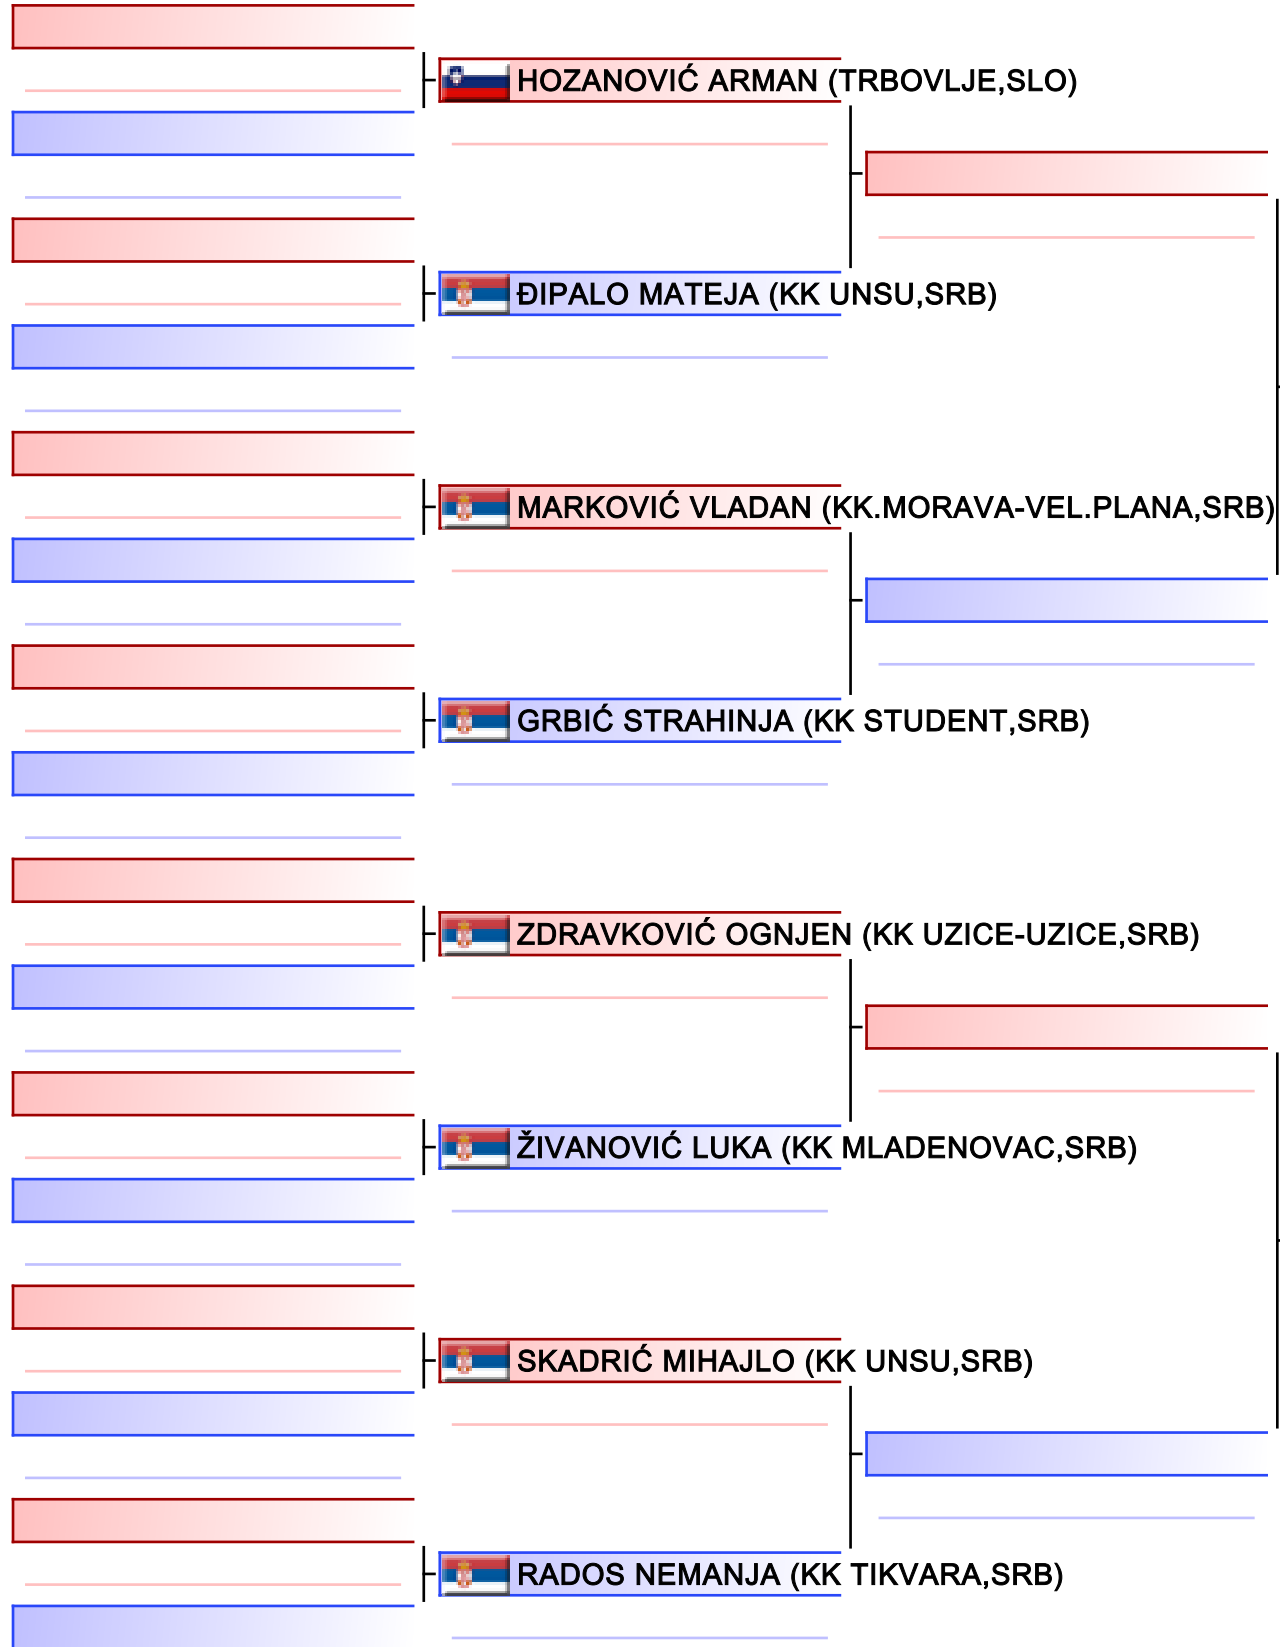 HOZANOVIĆ ARMAN (TRBOVLJE,SLO)
ĐIPALO MATEJA (KK UNSU,SRB)
MARKOVIĆ VLADAN (KK.MORAVA-VEL.PLANA,SRB)
GRBIĆ STRAHINJA (KK STUDENT,SRB)
ZDRAVKOVIĆ OGNJEN (KK UZICE-UZICE,SRB)
ŽIVANOVIĆ LUKA (KK MLADENOVAC,SRB)
SKADRIĆ MIHAJLO (KK UNSU,SRB)
RADOS NEMANJA (KK TIKVARA,SRB)